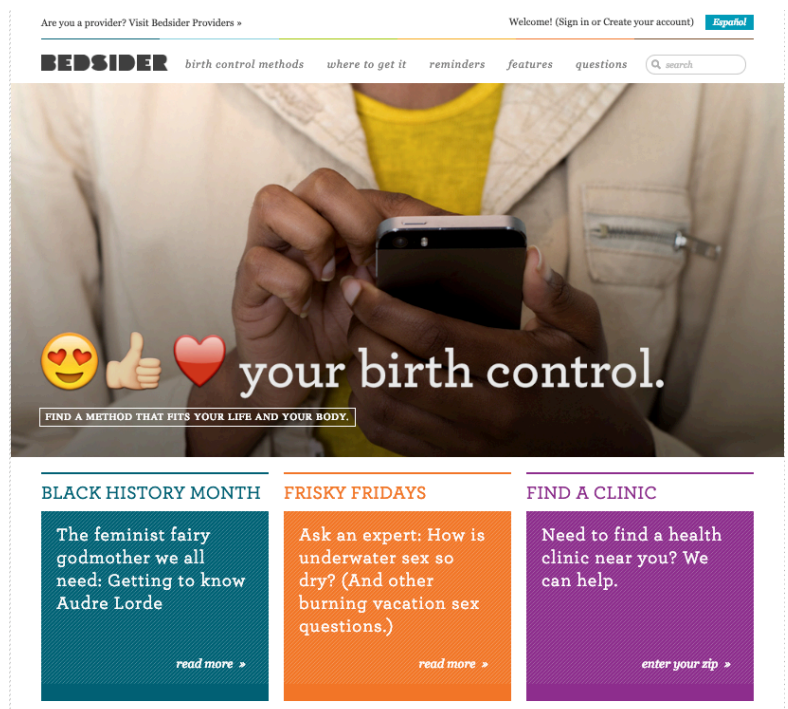 Are you a provider? Visit Bedsider Providers »
Welcome! (Sign in or Create your account)
Español
BEDSIDER
birth control methods
where to get it
reminders
features
questions
search
😍👍❤️ your birth control.
FIND A METHOD THAT FITS YOUR LIFE AND YOUR BODY.
BLACK HISTORY MONTH
The feminist fairy
godmother we all
need: Getting to know
Audre Lorde
read more »
FRISKY FRIDAYS
Ask an expert: How is
underwater sex so
dry? (And other
burning vacation sex
questions.)
read more »
FIND A CLINIC
Need to find a health
clinic near you? We
can help.
enter your zip »